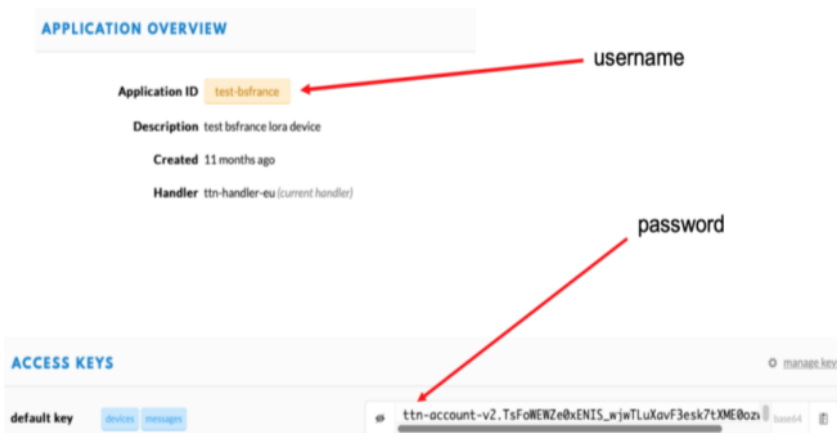 APPLICATION OVERVIEW
username
Application ID test-bsfrance
Description test bsfrance lora device
Created 11 months ago
Handler ttn-handler-eu (current handler)
password
ACCESS KEYS manage key
default key devices messages ttn-account-v2.TsFoWEWZe0xENIS_wjwTLuXavF3esk7tXME0oz base64